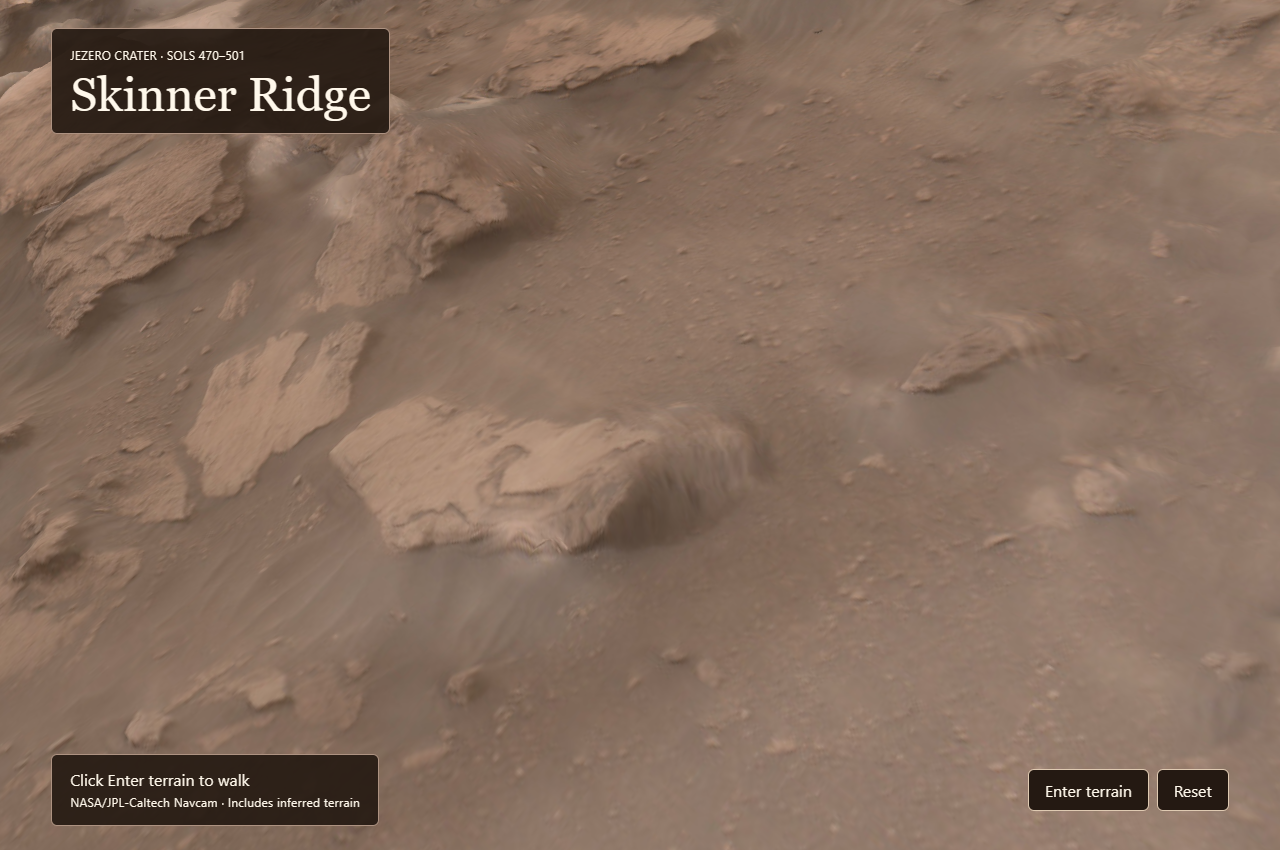 JEZERO CRATER · SOLS 470–501
Skinner Ridge
Click Enter terrain to walk
NASA/JPL-Caltech Navcam · Includes inferred terrain
Enter terrain
Reset